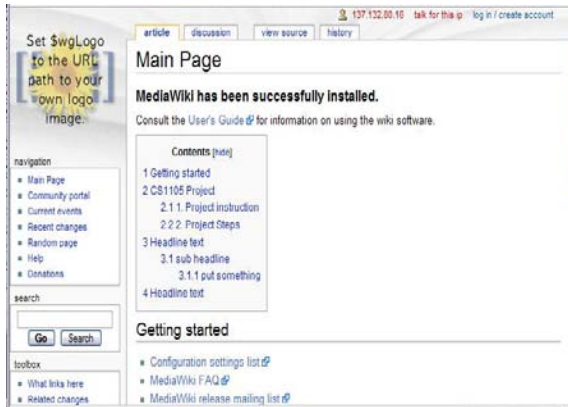 137.132.80.16 talk for this ip log in / create account
Set $wgLogo
to the URL
path to your
own logo
image.
article discussion view source history
Main Page
MediaWiki has been successfully installed.
Consult the User's Guide for information on using the wiki software.
Contents [hide]
1 Getting started
2 CS1105 Project
2.1 1. Project instruction
2.2 2. Project Steps
3 Headline text
3.1 sub headline
3.1.1 put something
4 Headline text
Getting started
Configuration settings list
MediaWiki FAQ
MediaWiki release mailing list
navigation
Main Page
Community portal
Current events
Recent changes
Random page
Help
Donations
search
Go Search
toolbox
What links here
Related changes